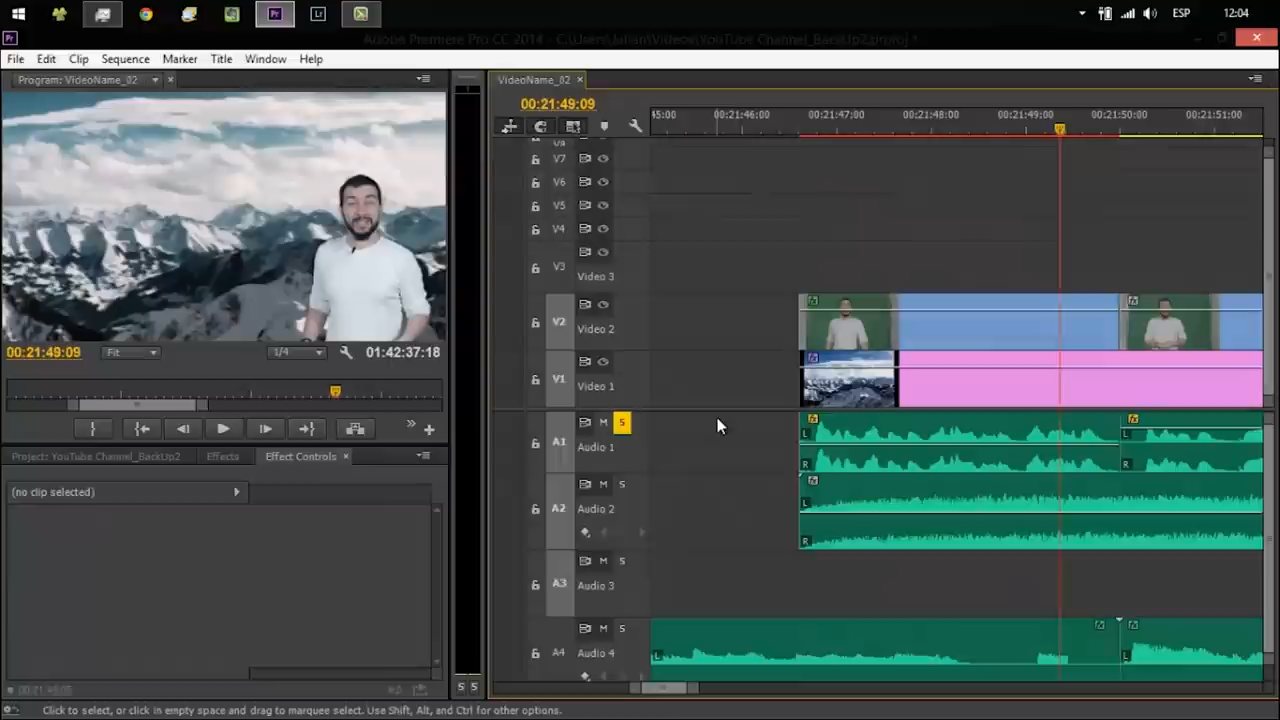 Pr
Lr
ESP
12:04
Pr
Adobe Premiere Pro CC 2014 - C:\Users\Julian\Videos\YouTube Channel_BackUp2.prproj *
File Edit Clip Sequence Marker Title Window Help
Program: VideoName_02
VideoName_02
00:21:49:09
45:00 00:21:46:00 00:21:47:00 00:21:48:00 00:21:49:00 00:21:50:00 00:21:51:00
V7
V6
V5
V4
V3
Video 3
V2
Video 2
V1
Video 1
00:21:49:09 Fit 1/4 01:42:37:18
A1 M S
Audio 1
L L
R R
Project: YouTube Channel_BackUp2 Effects Effect Controls
(no clip selected)
A2 M S
Audio 2
L
R
A3 M S
Audio 3
A4 M S
Audio 4
L L
S S
Click to select, or click in empty space and drag to marquee select. Use Shift, Alt, and Ctrl for other options.